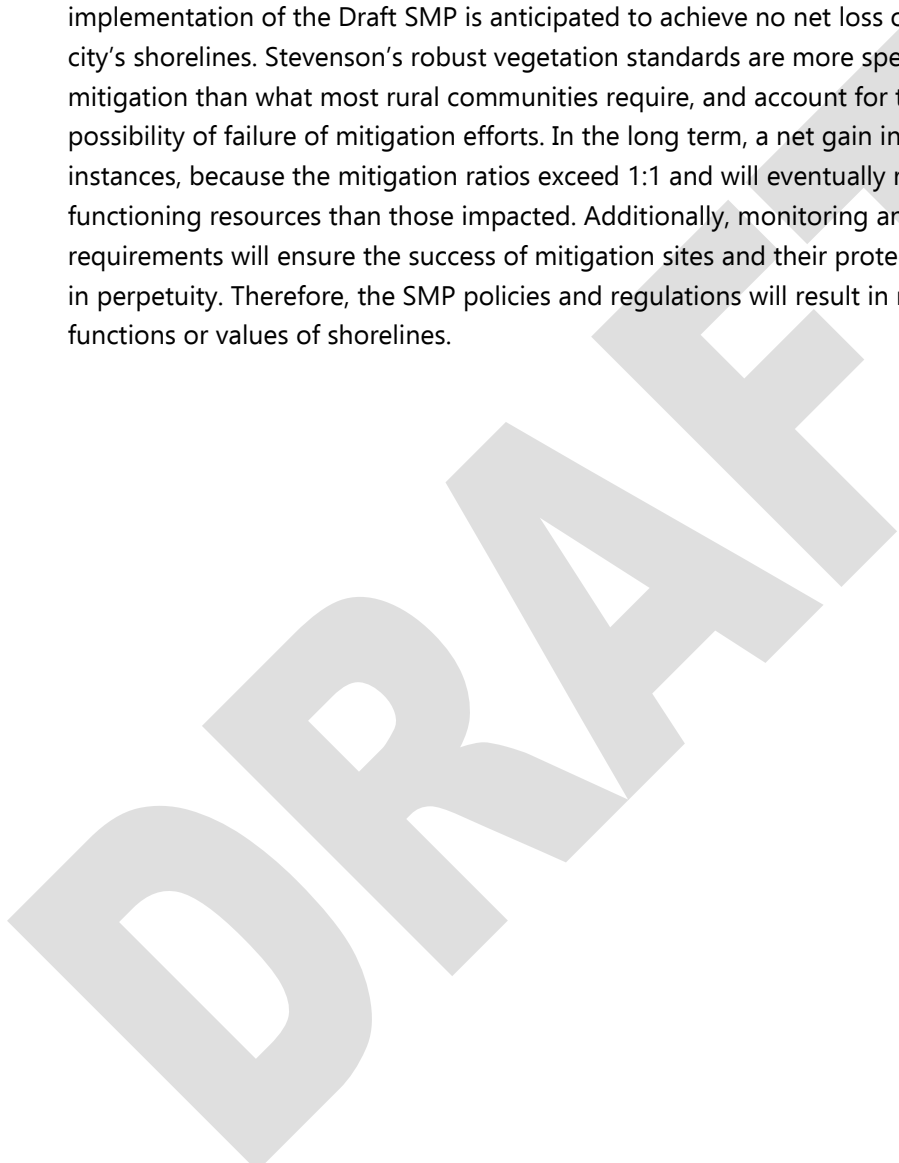 implementation of the Draft SMP is anticipated to achieve no net loss
city's shorelines. Stevenson's robust vegetation standards are more
mitigation than what most rural communities require, and account for
possibility of failure of mitigation efforts. In the long term, a net gain in
instances, because the mitigation ratios exceed 1:1 and will eventually
functioning resources than those impacted. Additionally, monitoring
requirements will ensure the success of mitigation sites and their
in perpetuity. Therefore, the SMP policies and regulations will result in
functions or values of shorelines.
DRAFT